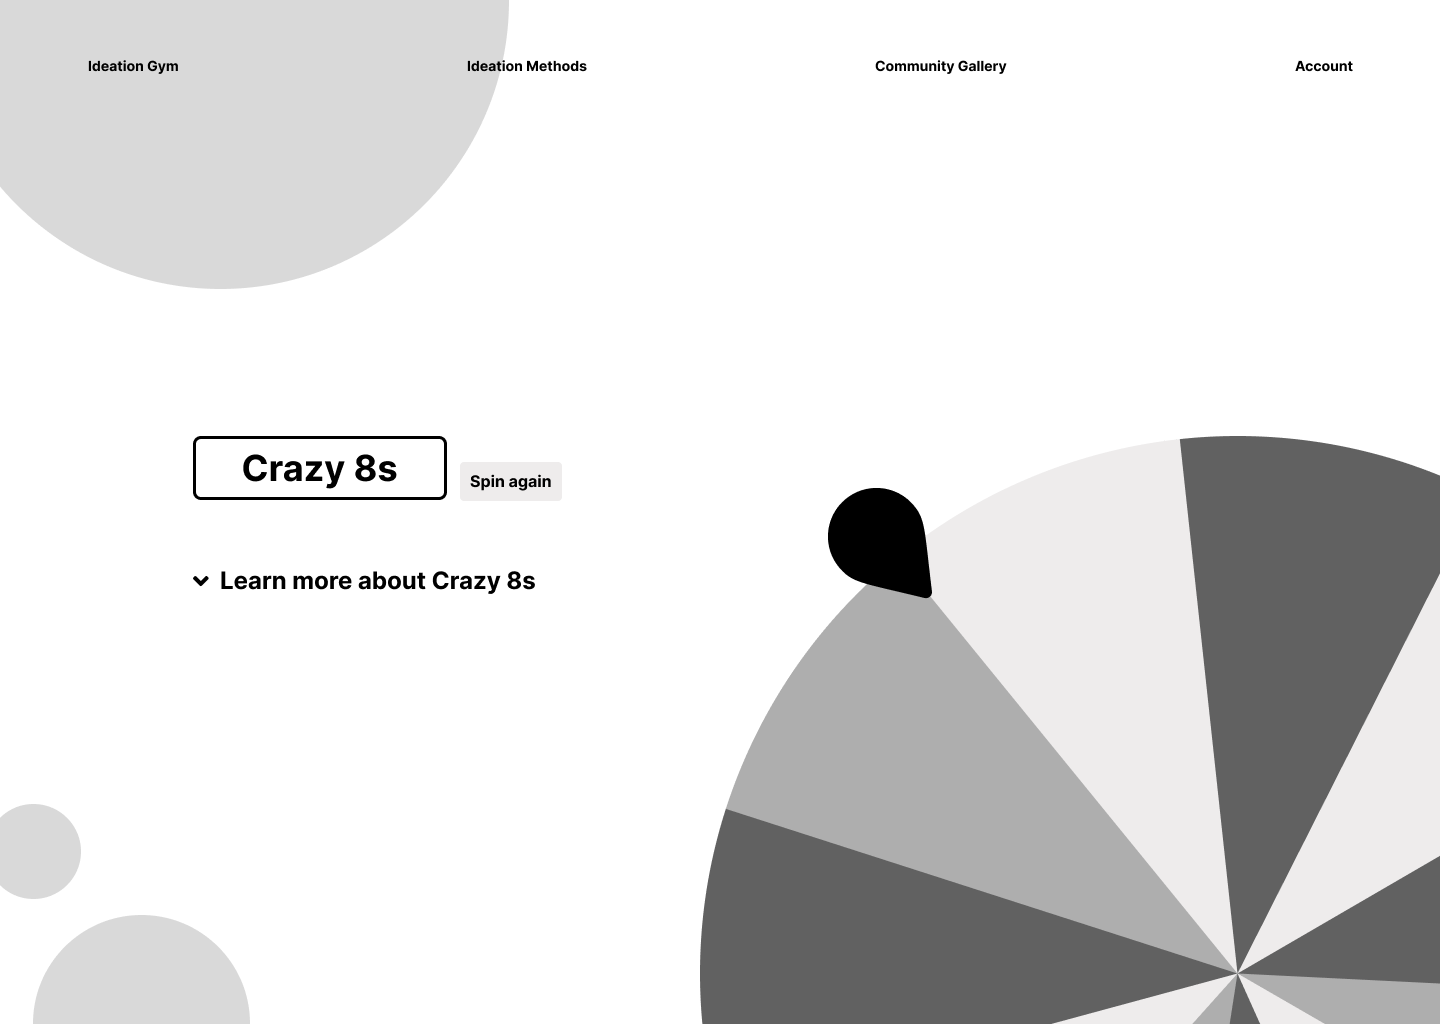 Ideation Gym
Ideation Methods
Community Gallery
Account
Crazy 8s
Spin again
Learn more about Crazy 8s